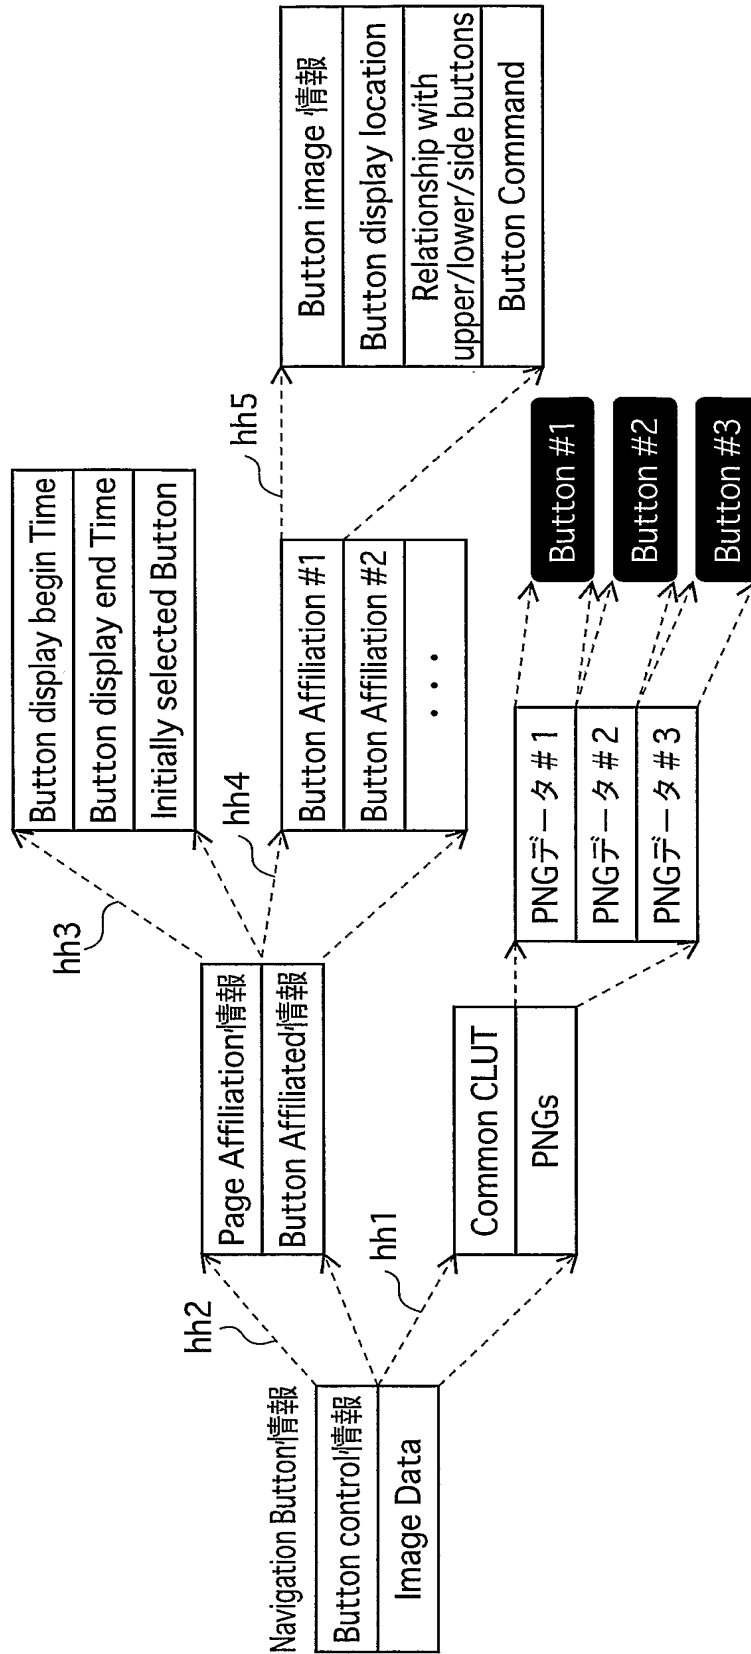 Navigation Button情報
Button control情報
Image Data
hh2
hh1
Page Affiliation情報
Button Affiliated情報
Common CLUT
PNGs
hh3
hh4
Button display begin Time
Button display end Time
Initially selected Button
Button Affiliation #1
Button Affiliation #2
...
PNGデータ#1
PNGデータ#2
PNGデータ#3
hh5
Button image 情報
Button display location
Relationship with
upper/lower/side buttons
Button Command
Button #1
Button #2
Button #3